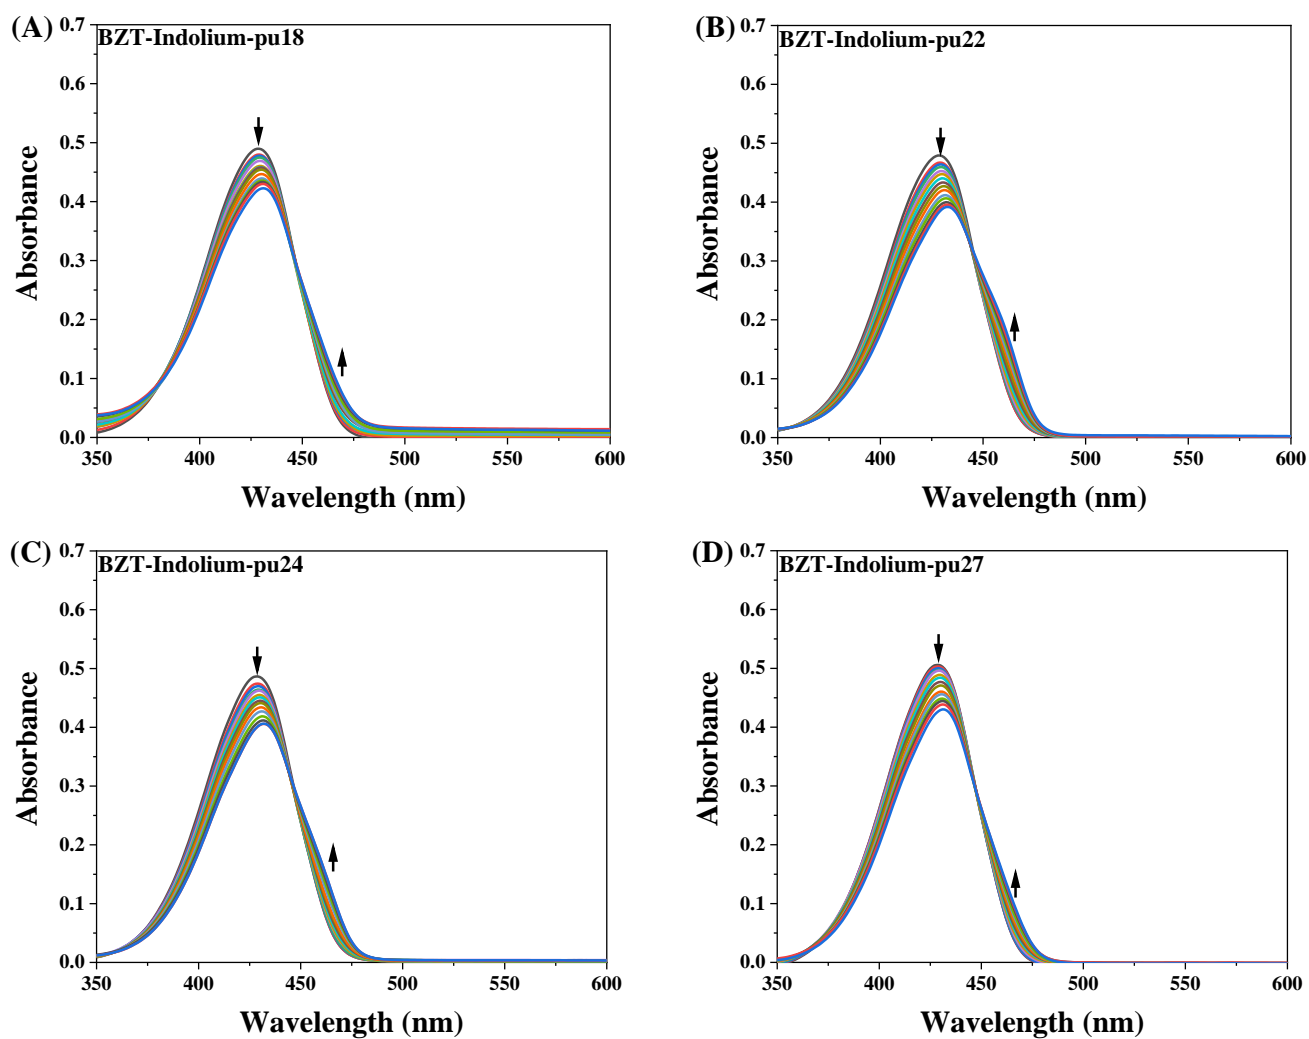 (A)
BZT-Indolium-pu18
0.7
0.6
0.5
0.4
0.3
0.2
0.1
0.0
Absorbance
350 400 450 500 550 600
Wavelength (nm)
(B)
BZT-Indolium-pu22
0.7
0.6
0.5
0.4
0.3
0.2
0.1
0.0
Absorbance
350 400 450 500 550 600
Wavelength (nm)
(C)
BZT-Indolium-pu24
0.7
0.6
0.5
0.4
0.3
0.2
0.1
0.0
Absorbance
350 400 450 500 550 600
Wavelength (nm)
(D)
BZT-Indolium-pu27
0.7
0.6
0.5
0.4
0.3
0.2
0.1
0.0
Absorbance
350 400 450 500 550 600
Wavelength (nm)